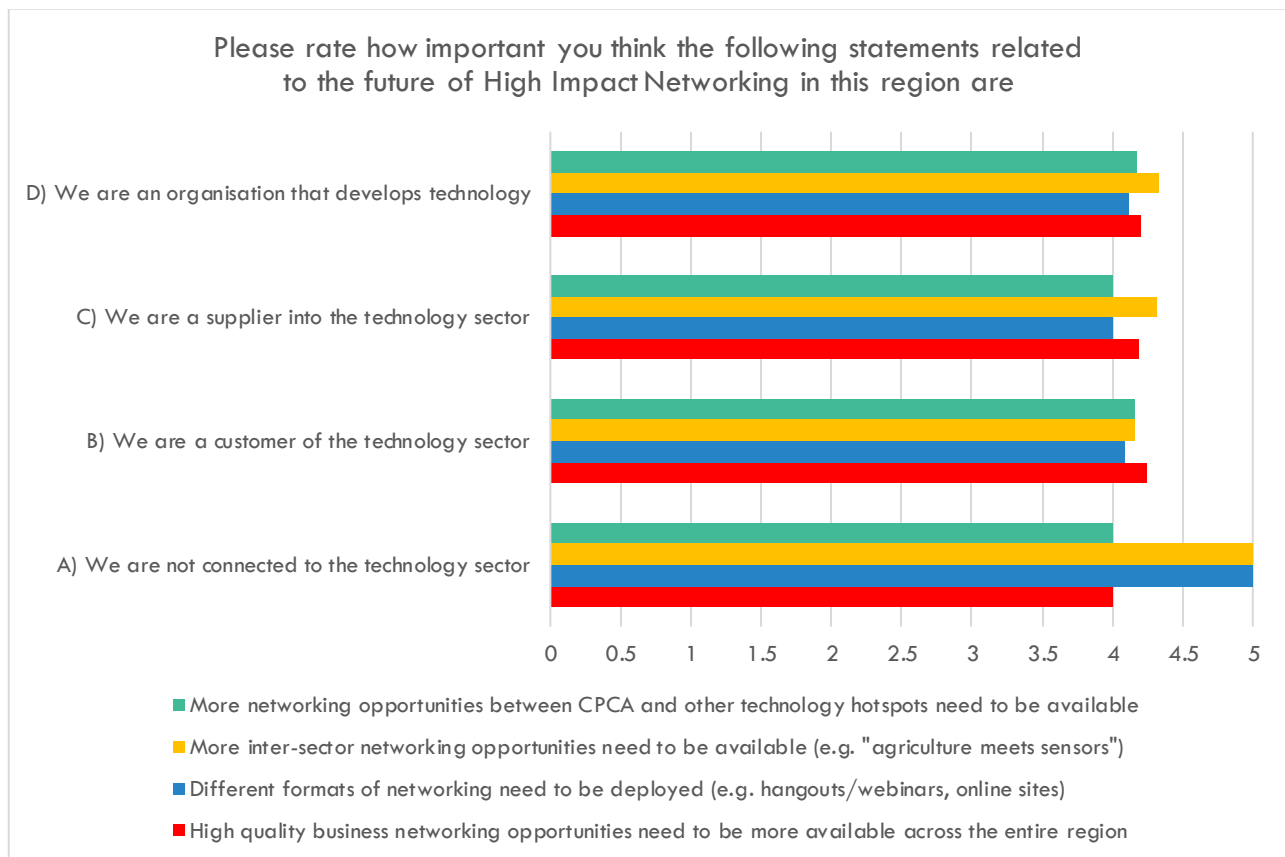 Please rate how important you think the following statements related
to the future of High Impact Networking in this region are
D) We are an organisation that develops technology
C) We are a supplier into the technology sector
B) We are a customer of the technology sector
A) We are not connected to the technology sector
0 0.5 1 1.5 2 2.5 3 3.5 4 4.5 5
More networking opportunities between CPCA and other technology hotspots need to be available
More inter-sector networking opportunities need to be available (e.g. "agriculture meets sensors")
Different formats of networking need to be deployed (e.g. hangouts/webinars, online sites)
High quality business networking opportunities need to be more available across the entire region